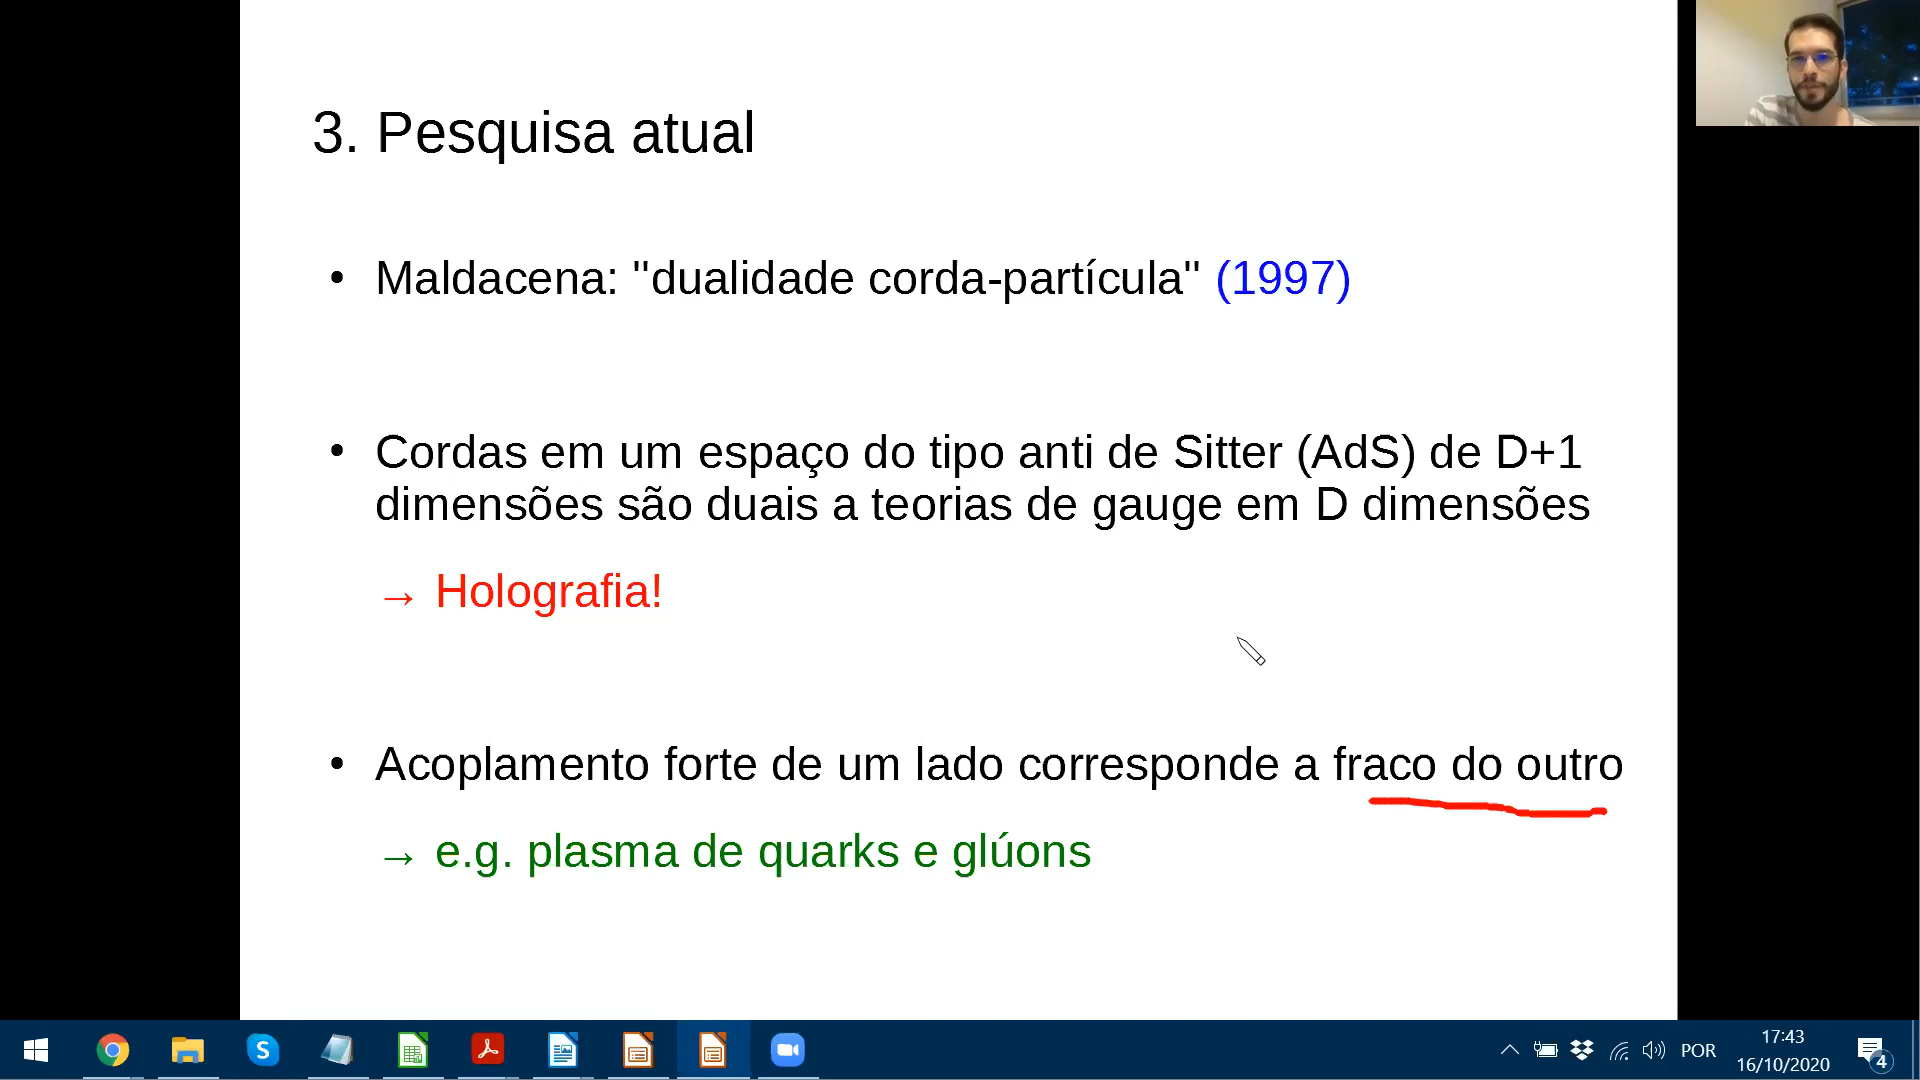 3. Pesquisa atual
• Maldacena: "dualidade corda-partícula" (1997)
• Cordas em um espaço do tipo anti de Sitter (AdS) de D+1
dimensões são duais a teorias de gauge em D dimensões
→ Holografia!
• Acoplamento forte de um lado corresponde a fraco do outro
→ e.g. plasma de quarks e glúons
S
POR
17:43
16/10/2020
4